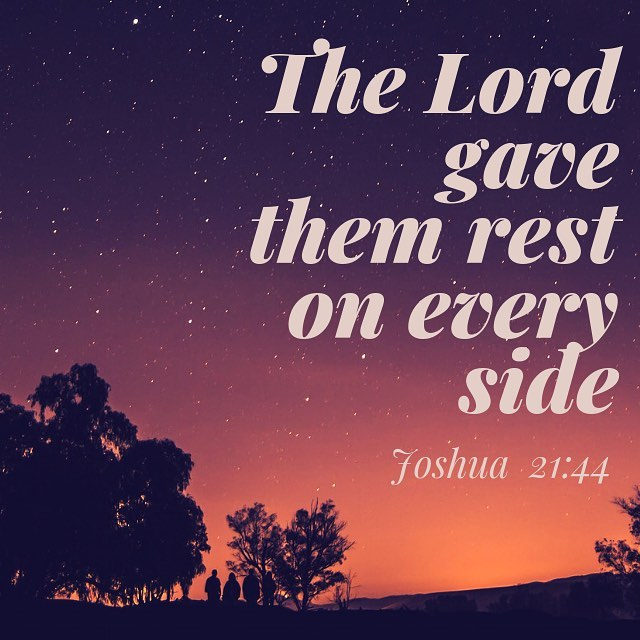 The Lord
gave
them rest
on every
side
Joshua 21:44